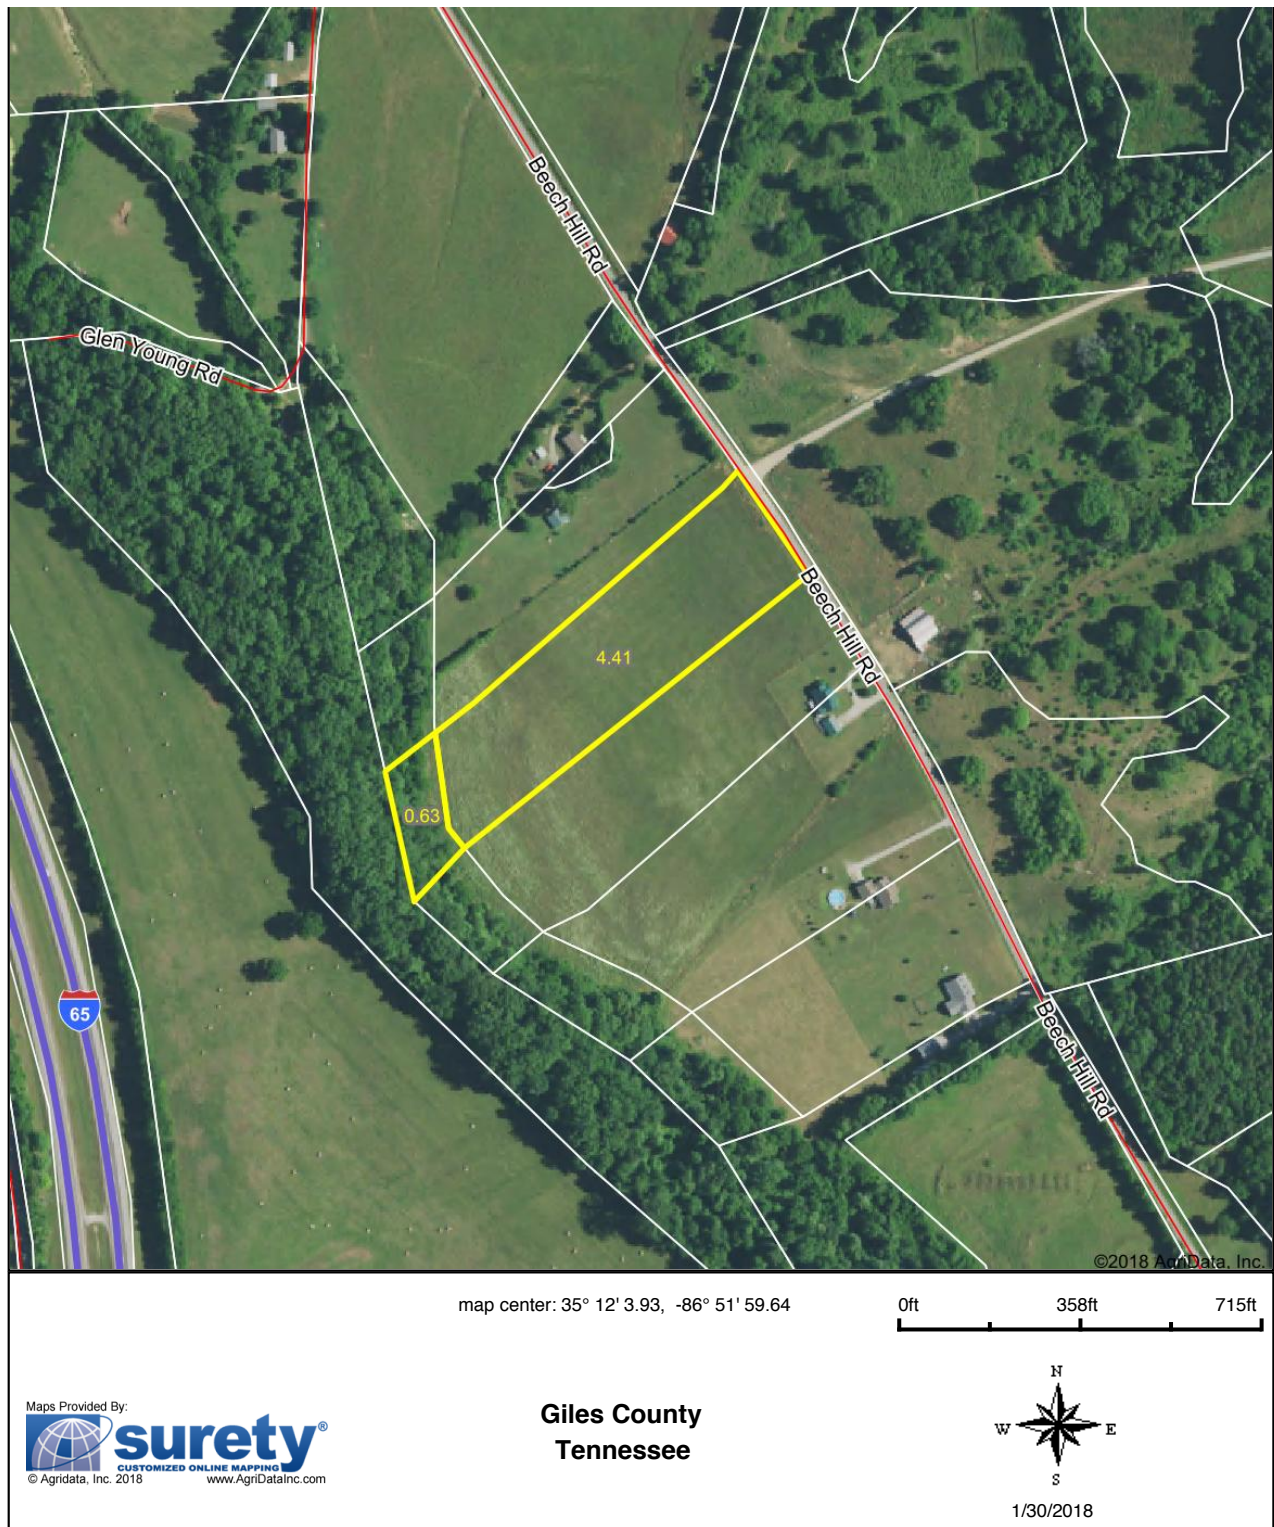 Beech Hill Rd
Glen Young Rd
4.41
Beech Hill Rd
0.63
65
Beech Hill Rd
©2018 AgriData, Inc.
map center: 35° 12' 3.93, -86° 51' 59.64
0ft 358ft 715ft
Maps Provided By:
surety®
CUSTOMIZED ONLINE MAPPING
© Agridata, Inc. 2018 www.AgriDataInc.com
Giles County
Tennessee
N
W E
S
1/30/2018